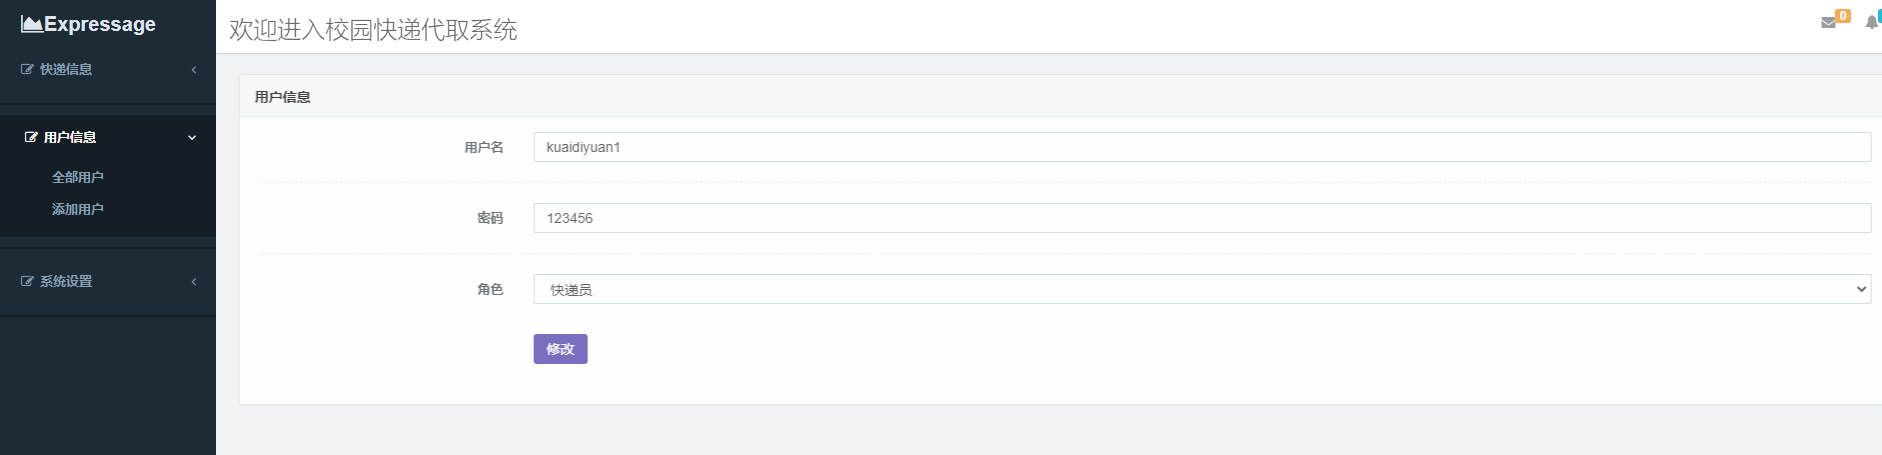 Expressage
快递信息
用户信息
全部用户
添加用户
系统设置
欢迎进入校园快递代取系统
0
用户信息
用户名
kuaidiyuan1
密码
123456
角色
快递员
修改